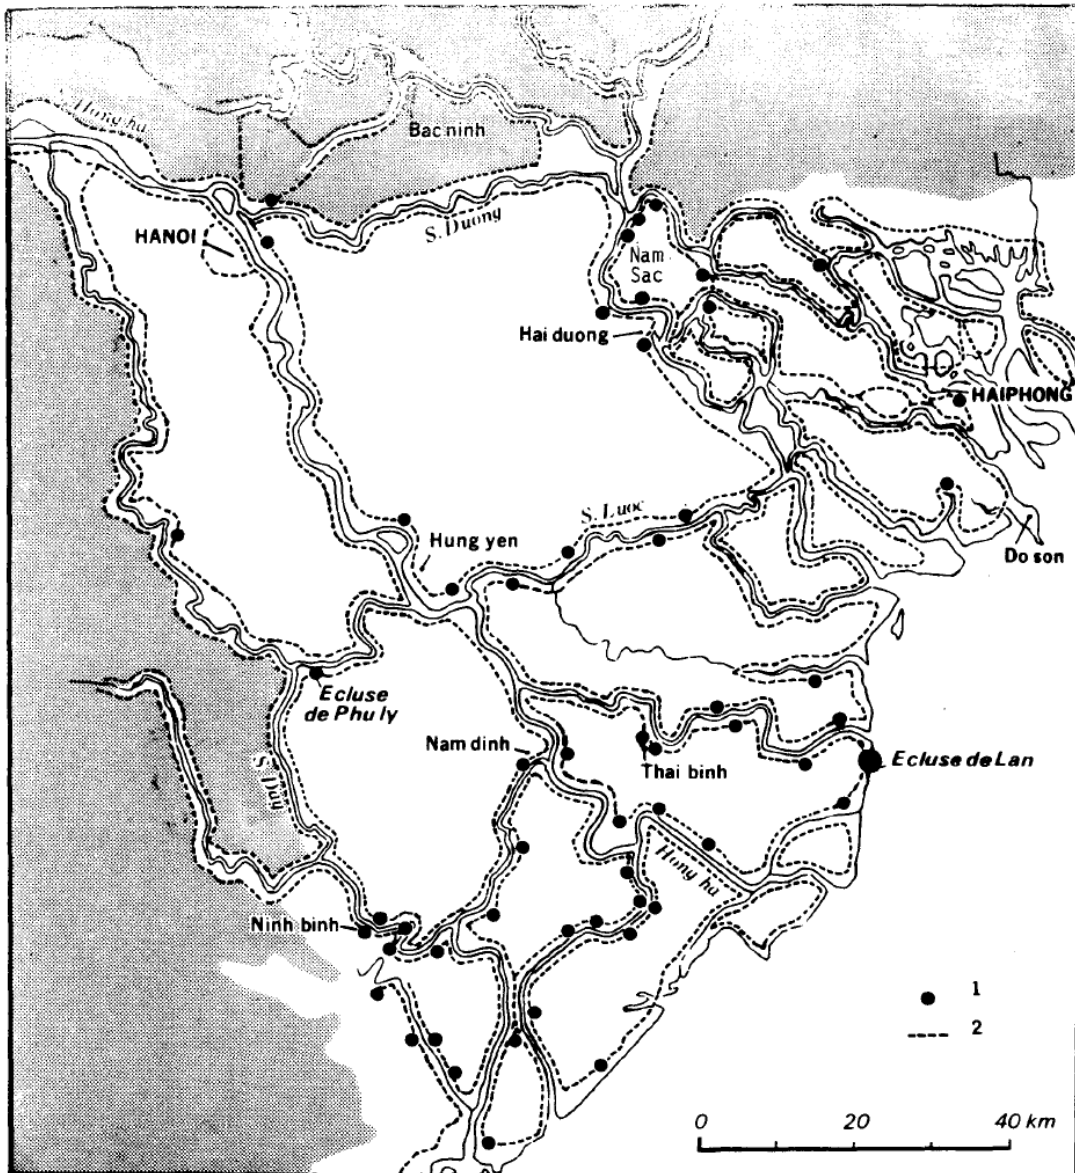 Hong ha
Bac ninh
HANOI
S. Duong
Nam
Sac
Hai duong
HAIPHONG
S. Luoc
Hung yen
Do son
Ecluse
de Phu ly
Nam dinh
Thai binh
Ecluse de Lan
S. Day
Hong ha
Ninh binh
1
2
0 20 40 km